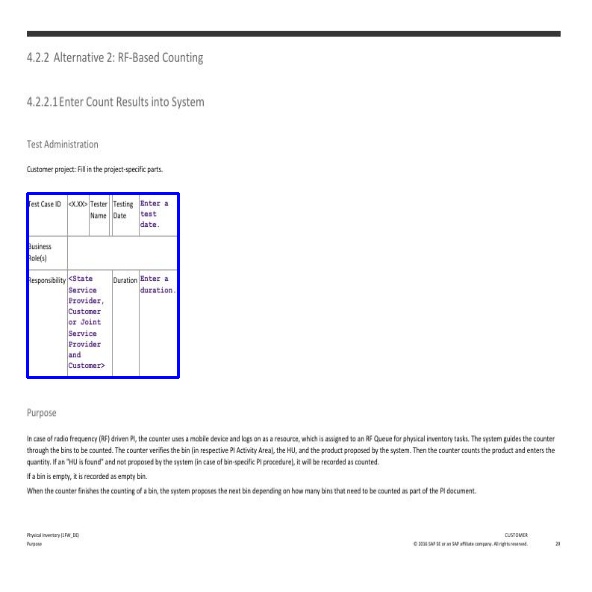 4.2.2 Alternative 2: RF-Based Counting
4.2.2.1Enter Count Results into System
Test Administration
Customer project: Fill in the project-specific parts.
Test Case ID <X.XX> Tester Name Testing Date Enter a test date.
Business Role(s)
Responsibility <State Service Provider, Customer or Joint Service Provider and Customer> Duration Enter a duration.
Purpose
In case of radio frequency (RF) driven PI, the counter uses a mobile device and logs on as a resource, which is assigned to an RF Queue for physical inventory tasks. The system guides the counter
through the bins to be counted. The counter verifies the bin (in respective PI Activity Area), the HU, and the product proposed by the system. Then the counter counts the product and enters the
quantity. If an "HU is found" and not proposed by the system (in case of bin-specific PI procedure), it will be recorded as counted.
If a bin is empty, it is recorded as empty bin.
When the counter finishes the counting of a bin, the system proposes the next bin depending on how many bins that need to be counted as part of the PI document.
Physical Inventory (1FW_DE) CUSTOMER
Purpose © 2016 SAP SE or an SAP affiliate company. All rights reserved. 23